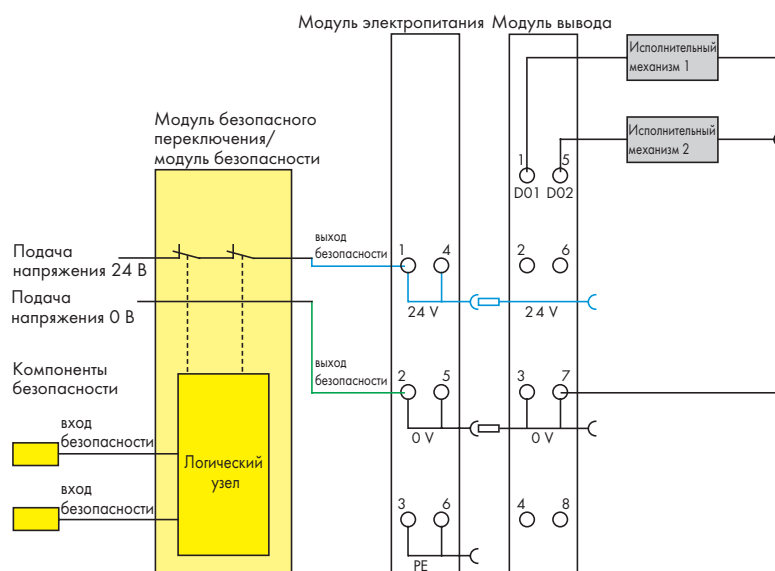 Модуль электропитания
Модуль вывода
Исполнительный
механизм 1
Исполнительный
механизм 2
Модуль безопасного
переключения/
модуль безопасности
1
5
D01
D02
Подача
напряжения 24 В
выход
безопасности
1
4
2
6
24 V
24 V
Подача
напряжения 0 В
Компоненты
безопасности
выход
безопасности
2
5
3
7
0 V
0 V
вход
безопасности
Логический
узел
вход
безопасности
3
6
4
8
PE